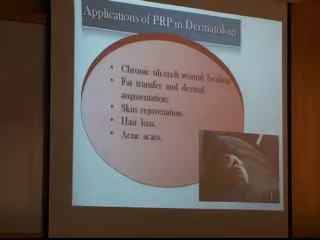 Applications of PRP in Dermatology
• Chronic ulcers& wound healing.
• Fat transfer and dermal
augmentation.
• Skin rejuvenation.
• Hair loss.
• Acne scars.